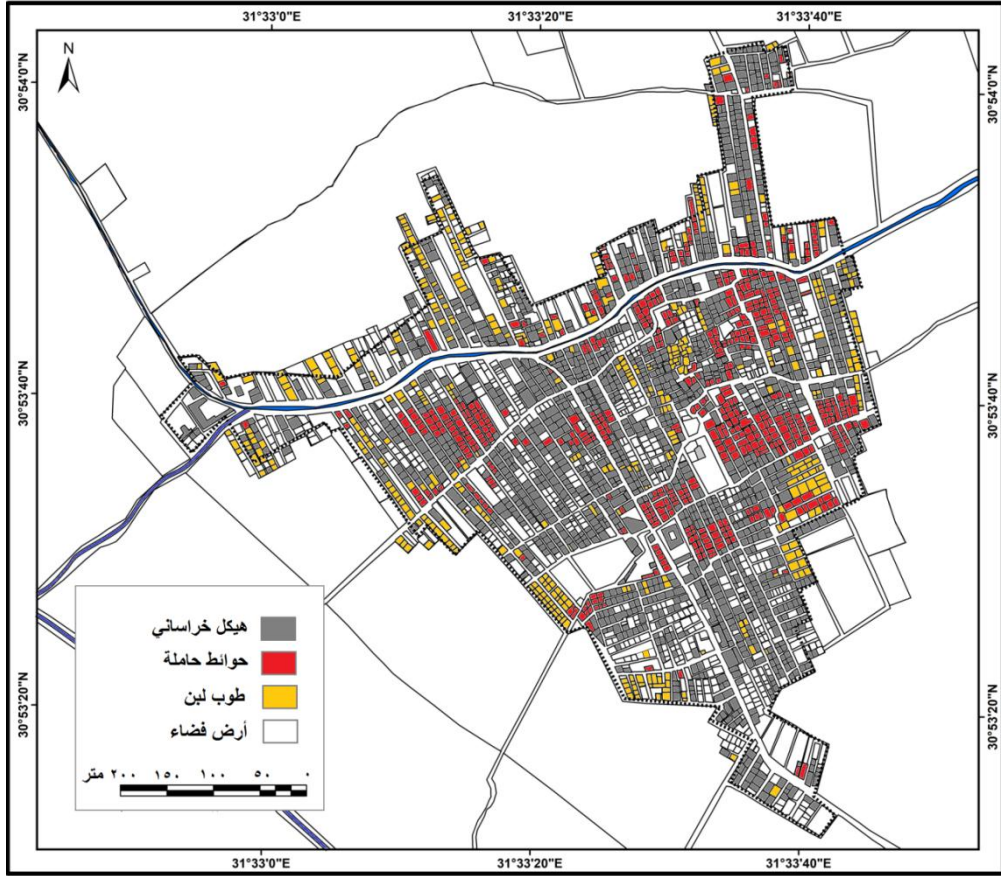 31°33'0"E 31°33'20"E 31°33'40"E
N
30°54'0"N 30°54'0"N
30°53'40"N 30°53'40"N
30°53'20"N 30°53'20"N
هيكل خراساني
حوائط حاملة
طوب لبن
أرض فضاء
٢٠٠ ١٥٠ ١٠٠ ٥٠ ٠ متر
31°33'0"E 31°33'20"E 31°33'40"E